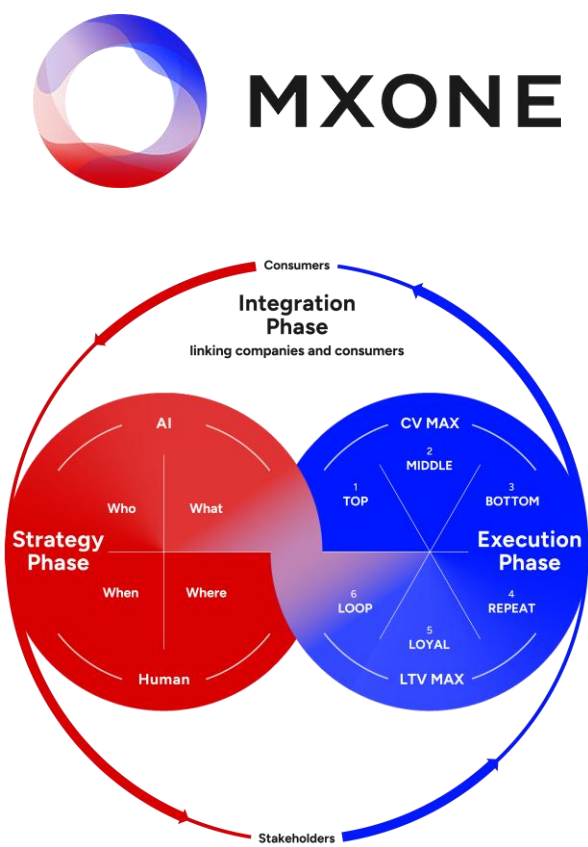 MXONE
Consumers
Integration
Phase
linking companies and consumers
AI
Who
What
Strategy
Phase
When
Where
Human
CV MAX
1
TOP
2
MIDDLE
3
BOTTOM
Execution
Phase
4
REPEAT
5
LOYAL
6
LOOP
LTV MAX
Stakeholders